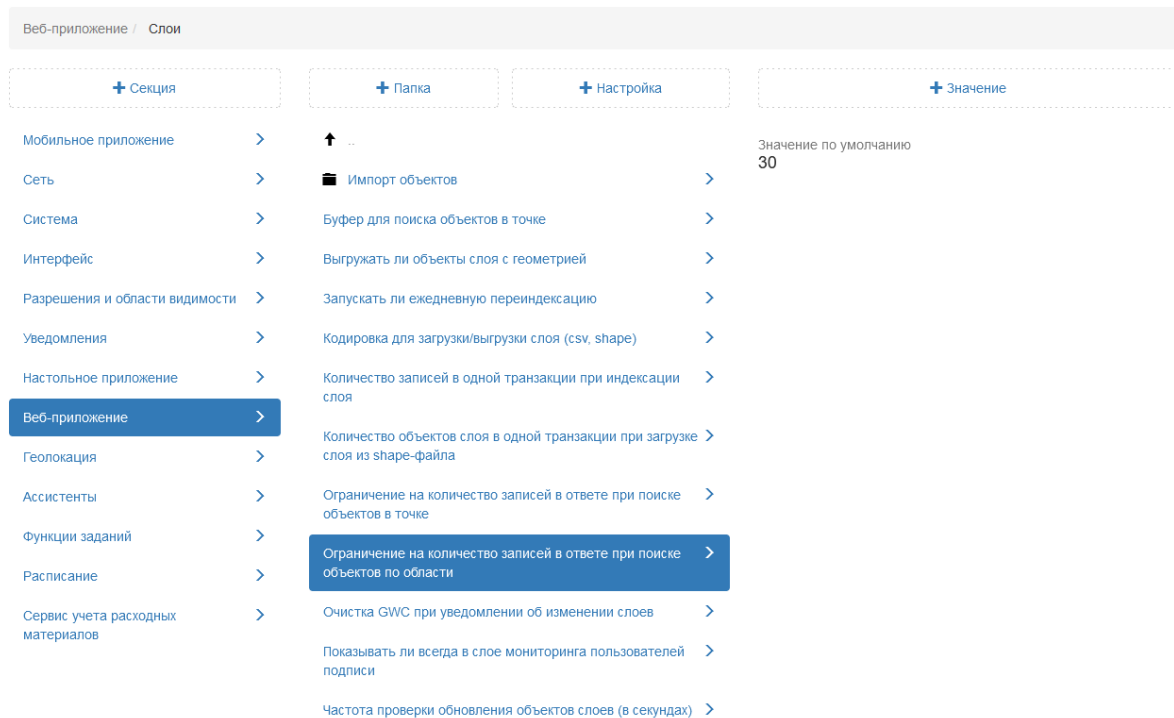 Веб-приложение / Слои
+ Секция
+ Папка
+ Настройка
+ Значение
Мобильное приложение
Сеть
Система
Интерфейс
Разрешения и области видимости
Уведомления
Настольное приложение
Веб-приложение
Геолокация
Ассистенты
Функции заданий
Расписание
Сервис учета расходных
материалов
..
Импорт объектов
Буфер для поиска объектов в точке
Выгружать ли объекты слоя с геометрией
Запускать ли ежедневную переиндексацию
Кодировка для загрузки/выгрузки слоя (csv, shape)
Количество записей в одной транзакции при индексации
слоя
Количество объектов слоя в одной транзакции при загрузке
слоя из shape-файла
Ограничение на количество записей в ответе при поиске
объектов в точке
Ограничение на количество записей в ответе при поиске
объектов по области
Очистка GWC при уведомлении об изменении слоев
Показывать ли всегда в слое мониторинга пользователей
подписи
Частота проверки обновления объектов слоев (в секундах)
Значение по умолчанию
30